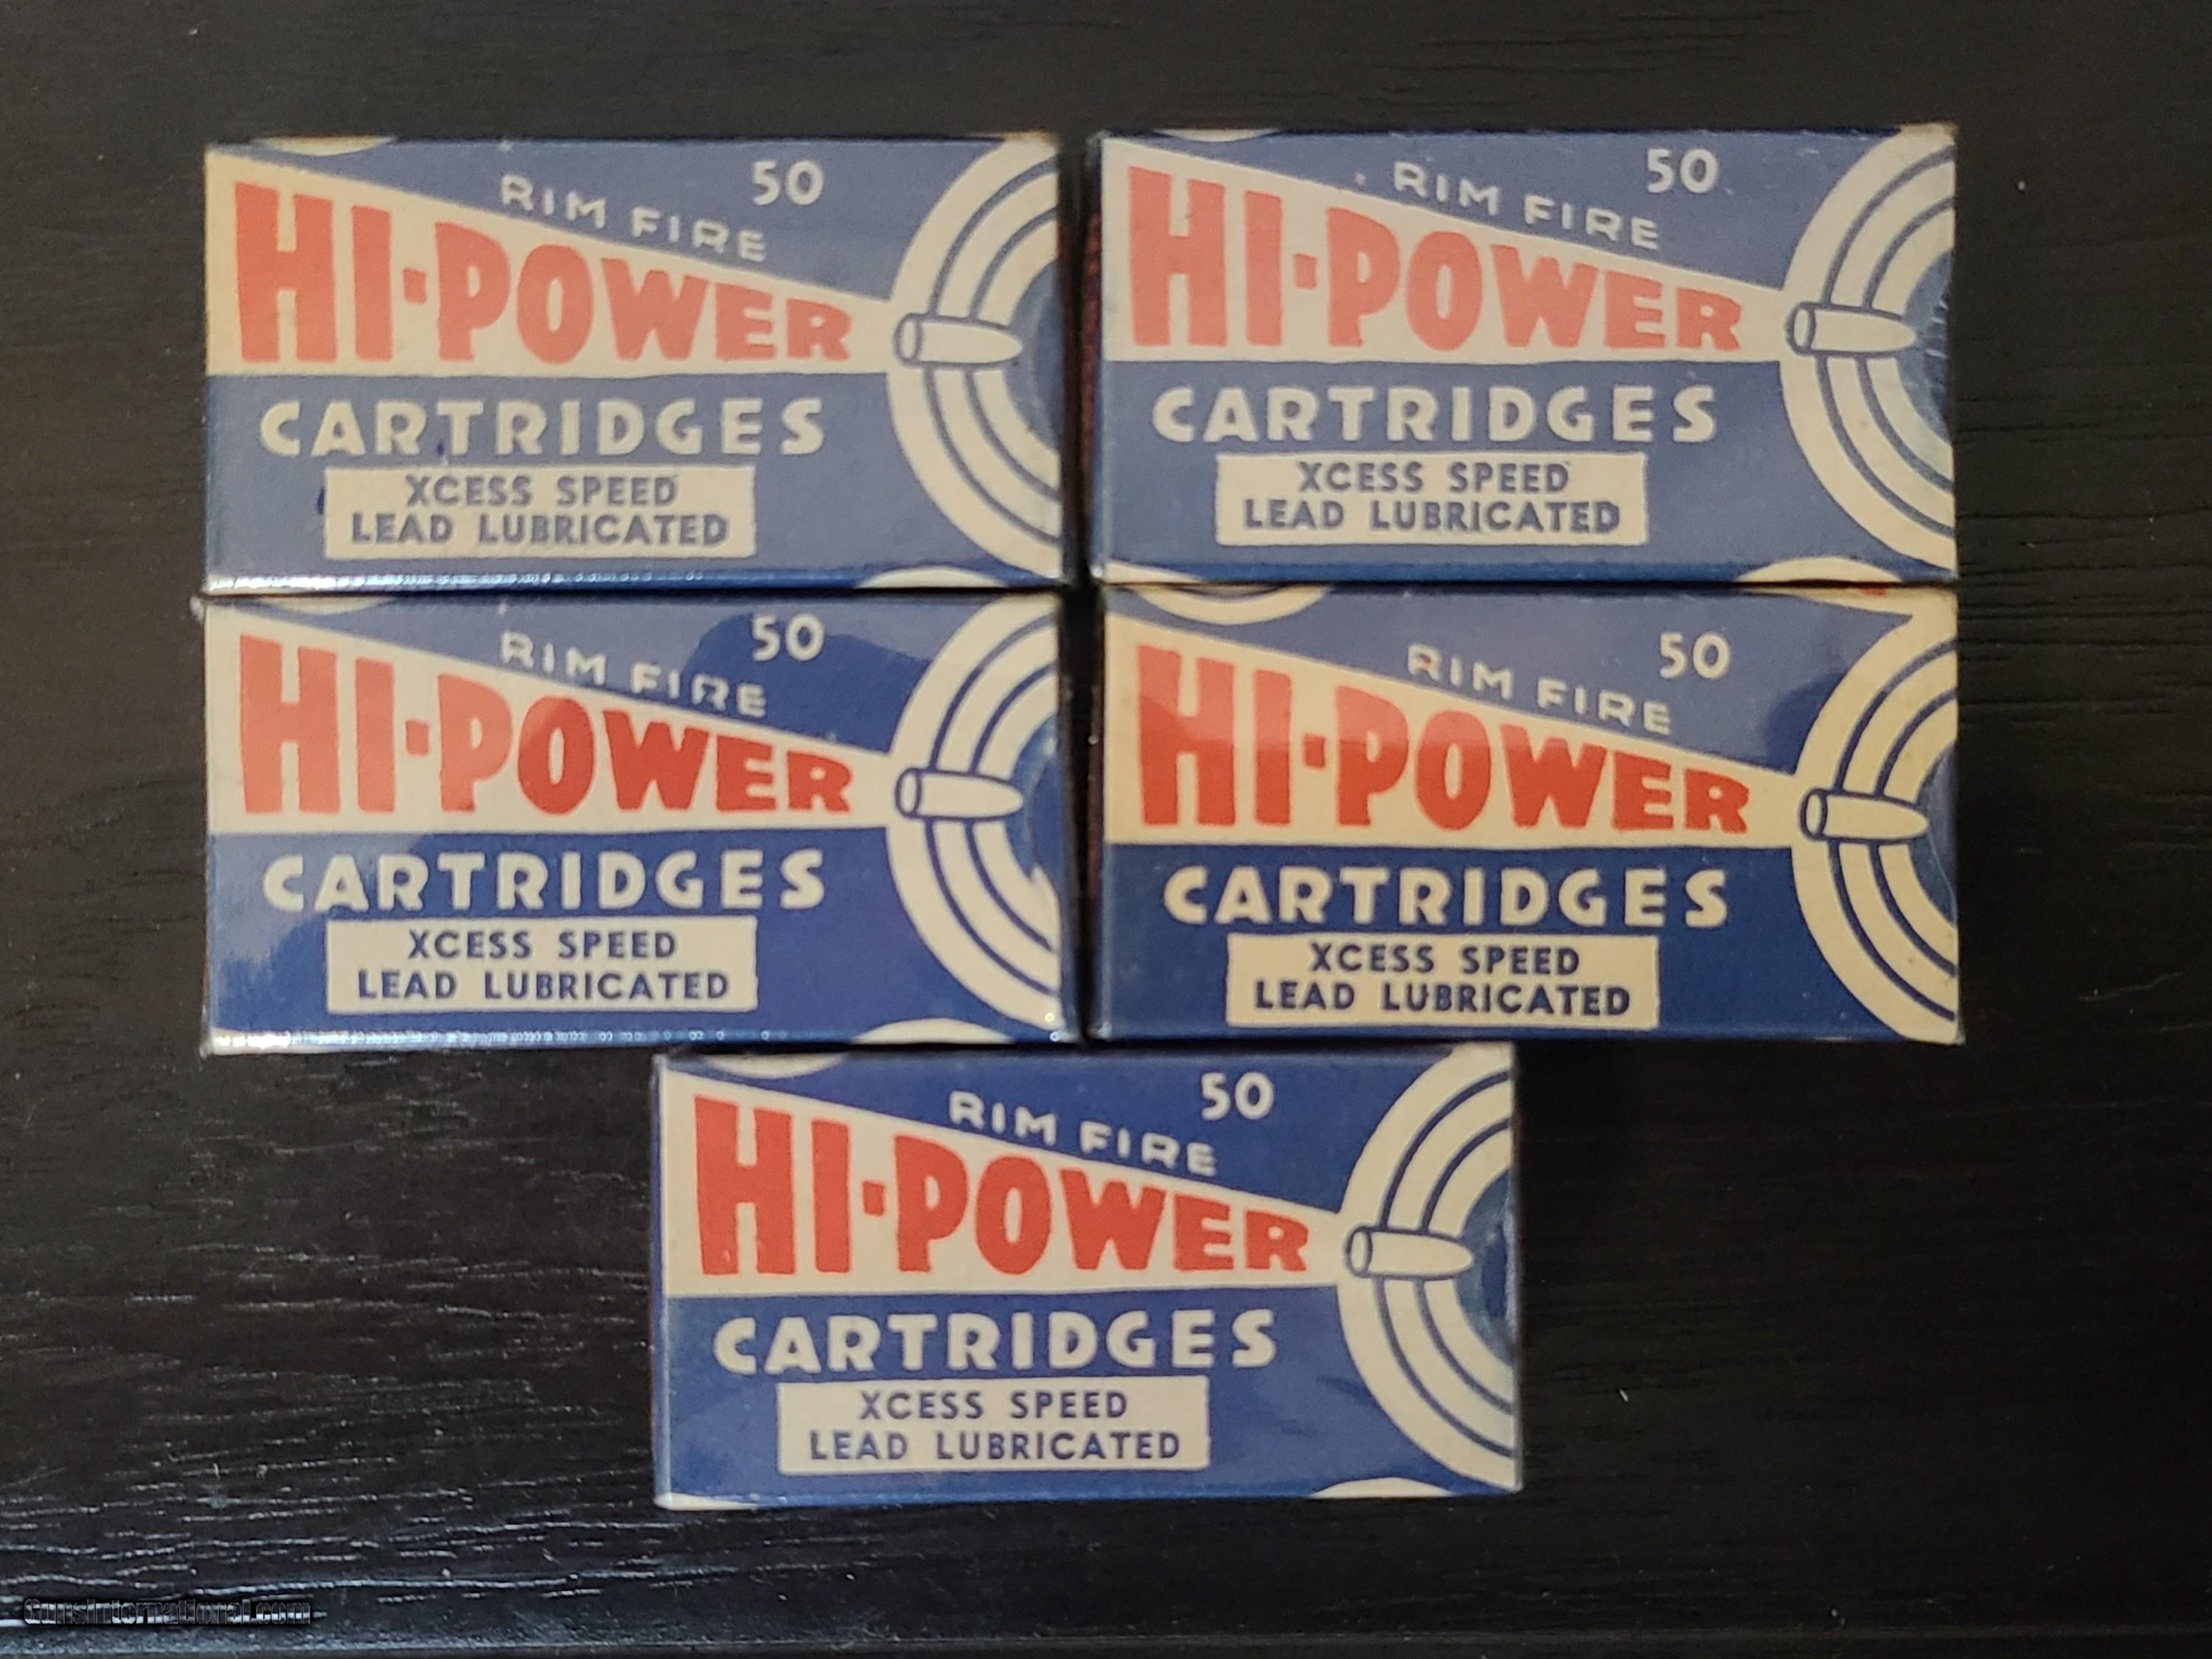 50
RIM FIRE
HI-POWER
CARTRIDGES
XCESS SPEED
LEAD LUBRICATED
50
RIM FIRE
HI-POWER
CARTRIDGES
XCESS SPEED
LEAD LUBRICATED
50
RIM FIRE
HI-POWER
CARTRIDGES
XCESS SPEED
LEAD LUBRICATED
50
RIM FIRE
HI-POWER
CARTRIDGES
XCESS SPEED
LEAD LUBRICATED
50
RIM FIRE
HI-POWER
CARTRIDGES
XCESS SPEED
LEAD LUBRICATED
GunsInternational.com